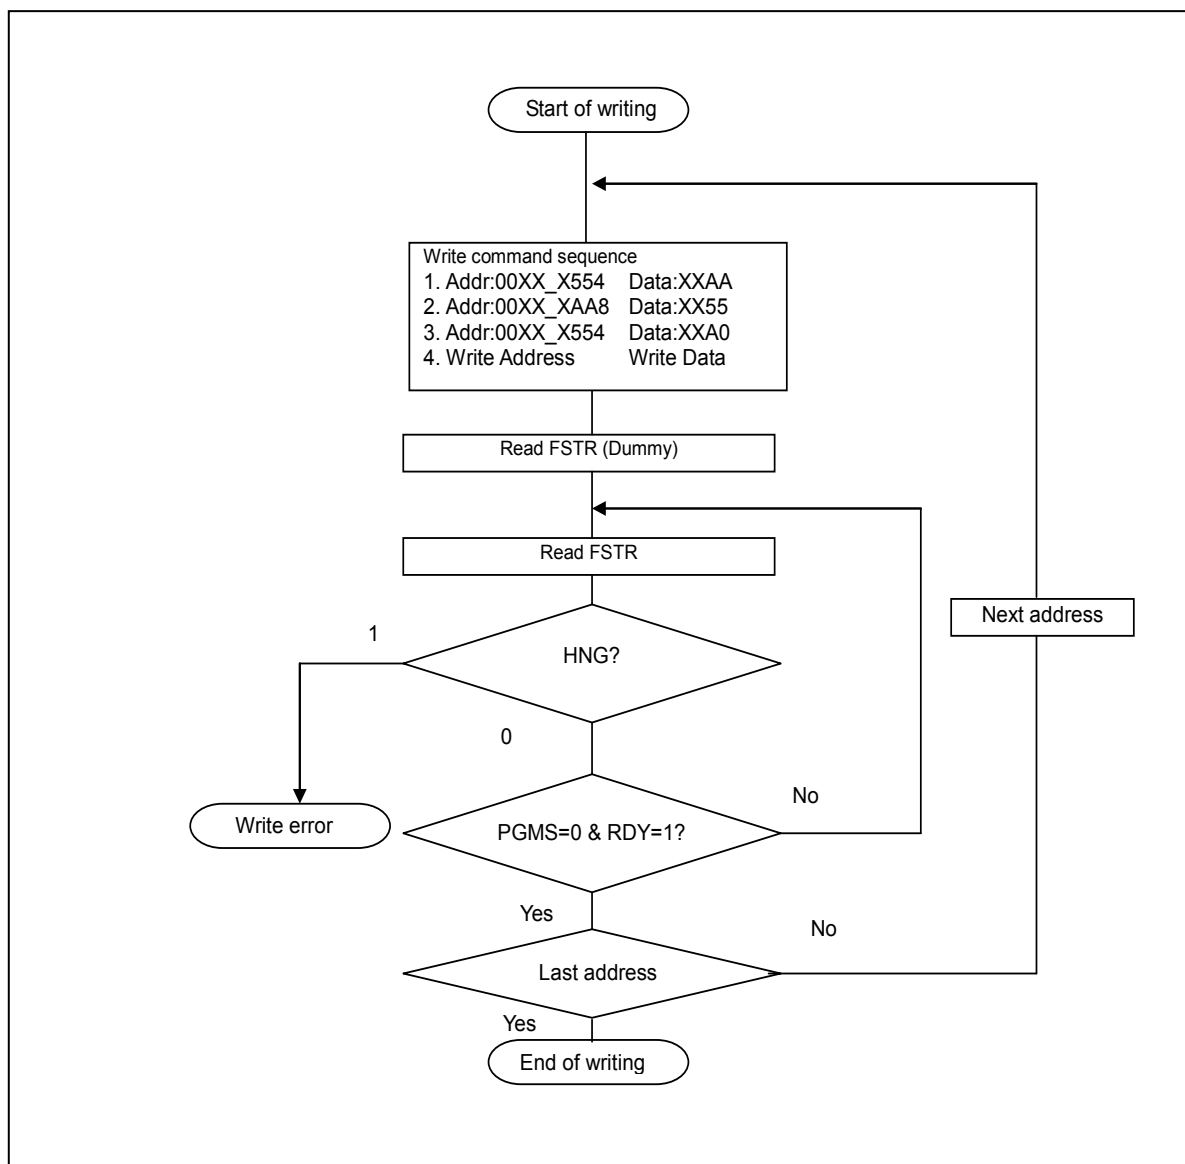 Start of writing
Write command sequence
1. Addr:00XX_X554 Data:XXAA
2. Addr:00XX_XAA8 Data:XX55
3. Addr:00XX_X554 Data:XXA0
4. Write Address Write Data
Read FSTR (Dummy)
Read FSTR
Next address
1
HNG?
0
No
Write error
PGMS=0 & RDY=1?
Yes
No
Last address
Yes
End of writing